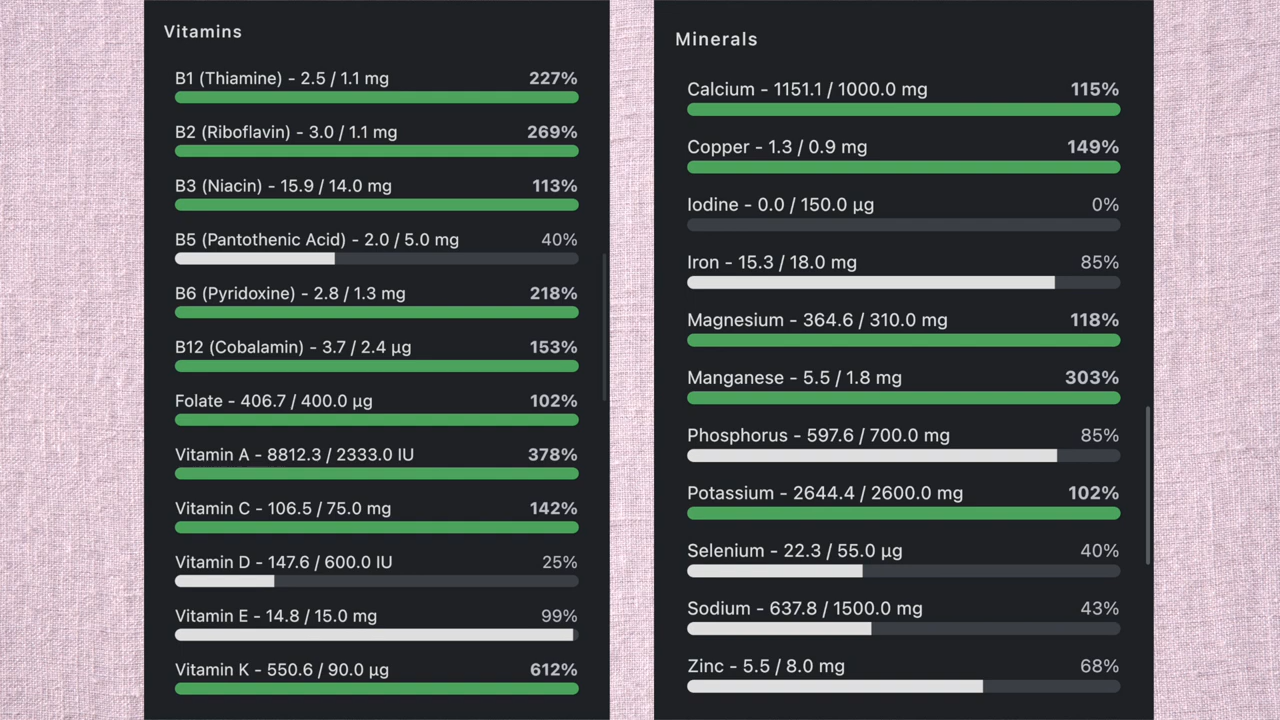 Vitamins
B1 (Thiamine) - 2.5 / 1.1 mg 227%
B2 (Riboflavin) - 3.0 / 1.1 mg 269%
B3 (Niacin) - 15.9 / 14.0 mg 113%
B5 (Pantothenic Acid) - 2.0 / 5.0 mg 40%
B6 (Pyridoxine) - 2.8 / 1.3 mg 218%
B12 (Cobalamin) - 3.7 / 2.4 µg 153%
Folate - 406.7 / 400.0 µg 102%
Vitamin A - 8812.3 / 2333.0 IU 378%
Vitamin C - 106.5 / 75.0 mg 142%
Vitamin D - 147.6 / 600.0 IU 25%
Vitamin E - 14.8 / 15.0 mg 99%
Vitamin K - 550.6 / 90.0 µg 612%
Minerals
Calcium - 1151.1 / 1000.0 mg 115%
Copper - 1.3 / 0.9 mg 149%
Iodine - 0.0 / 150.0 µg 0%
Iron - 15.3 / 18.0 mg 85%
Magnesium - 364.6 / 310.0 mg 118%
Manganese - 5.5 / 1.8 mg 303%
Phosphorus - 597.6 / 700.0 mg 85%
Potassium - 2644.4 / 2600.0 mg 102%
Selenium - 22.3 / 55.0 µg 40%
Sodium - 637.8 / 1500.0 mg 43%
Zinc - 5.5 / 8.0 mg 68%